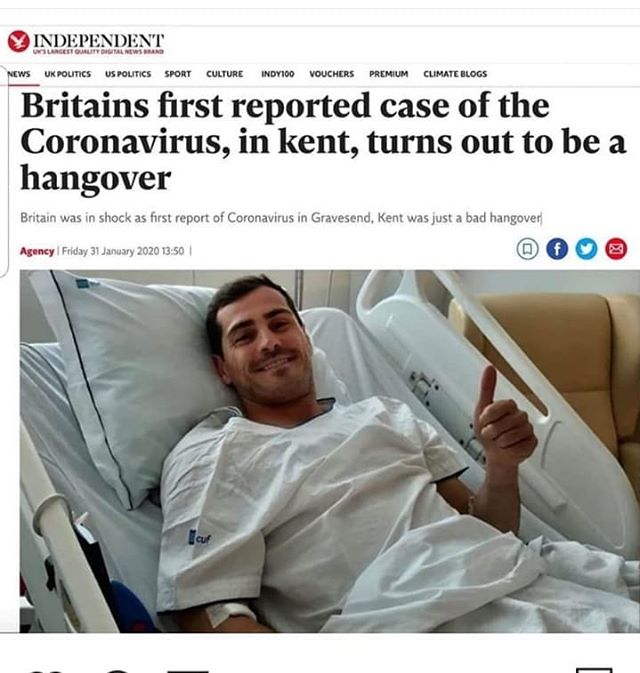 INDEPENDENT
UK'S LARGEST QUALITY DIGITAL NEWS BRAND
NEWS UK POLITICS US POLITICS SPORT CULTURE INDY100 VOUCHERS PREMIUM CLIMATE BLOGS
Britains first reported case of the
Coronavirus, in kent, turns out to be a
hangover
Britain was in shock as first report of Coronavirus in Gravesend, Kent was just a bad hangover|
Agency | Friday 31 January 2020 13:50 |
f
cuf